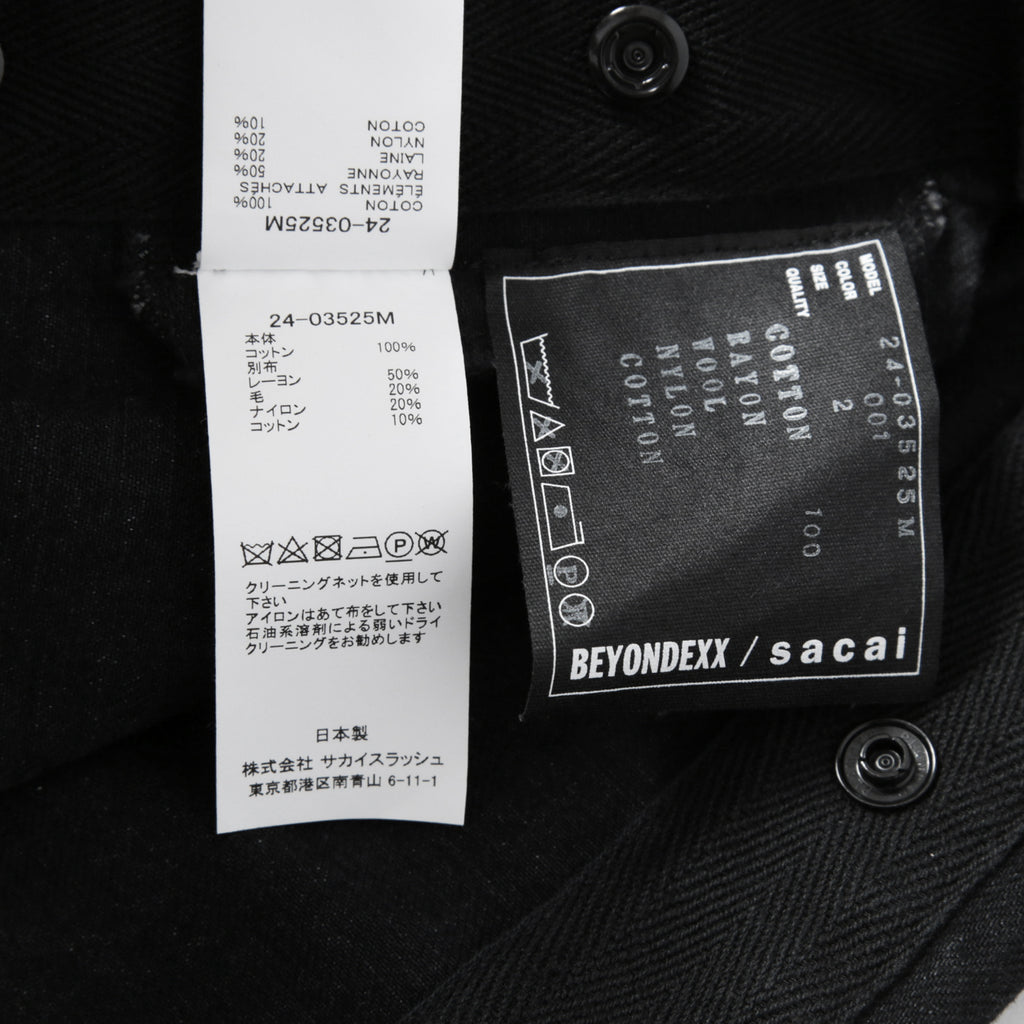 24-03525M
COTON 100%
ÉLÉMENTS ATTACHÉS
RAYONNE 50%
LAINE 20%
NYLON 20%
COTON 10%
24-03525M
本体
コットン 100%
別布
レーヨン 50%
毛 20%
ナイロン 20%
コットン 10%
P W
クリーニングネットを使用して
下さい
アイロンはあて布をして下さい
石油系溶剤による弱いドライ
クリーニングをお勧めします
日本製
株式会社 サカイスラッシュ
東京都港区南青山 6-11-1
MODEL 24-03525M
COLOR 001
SIZE 2
QUALITY
COTTON 100
RAYON
WOOL
NYLON
COTTON
P
BEYONDEXX / sacai